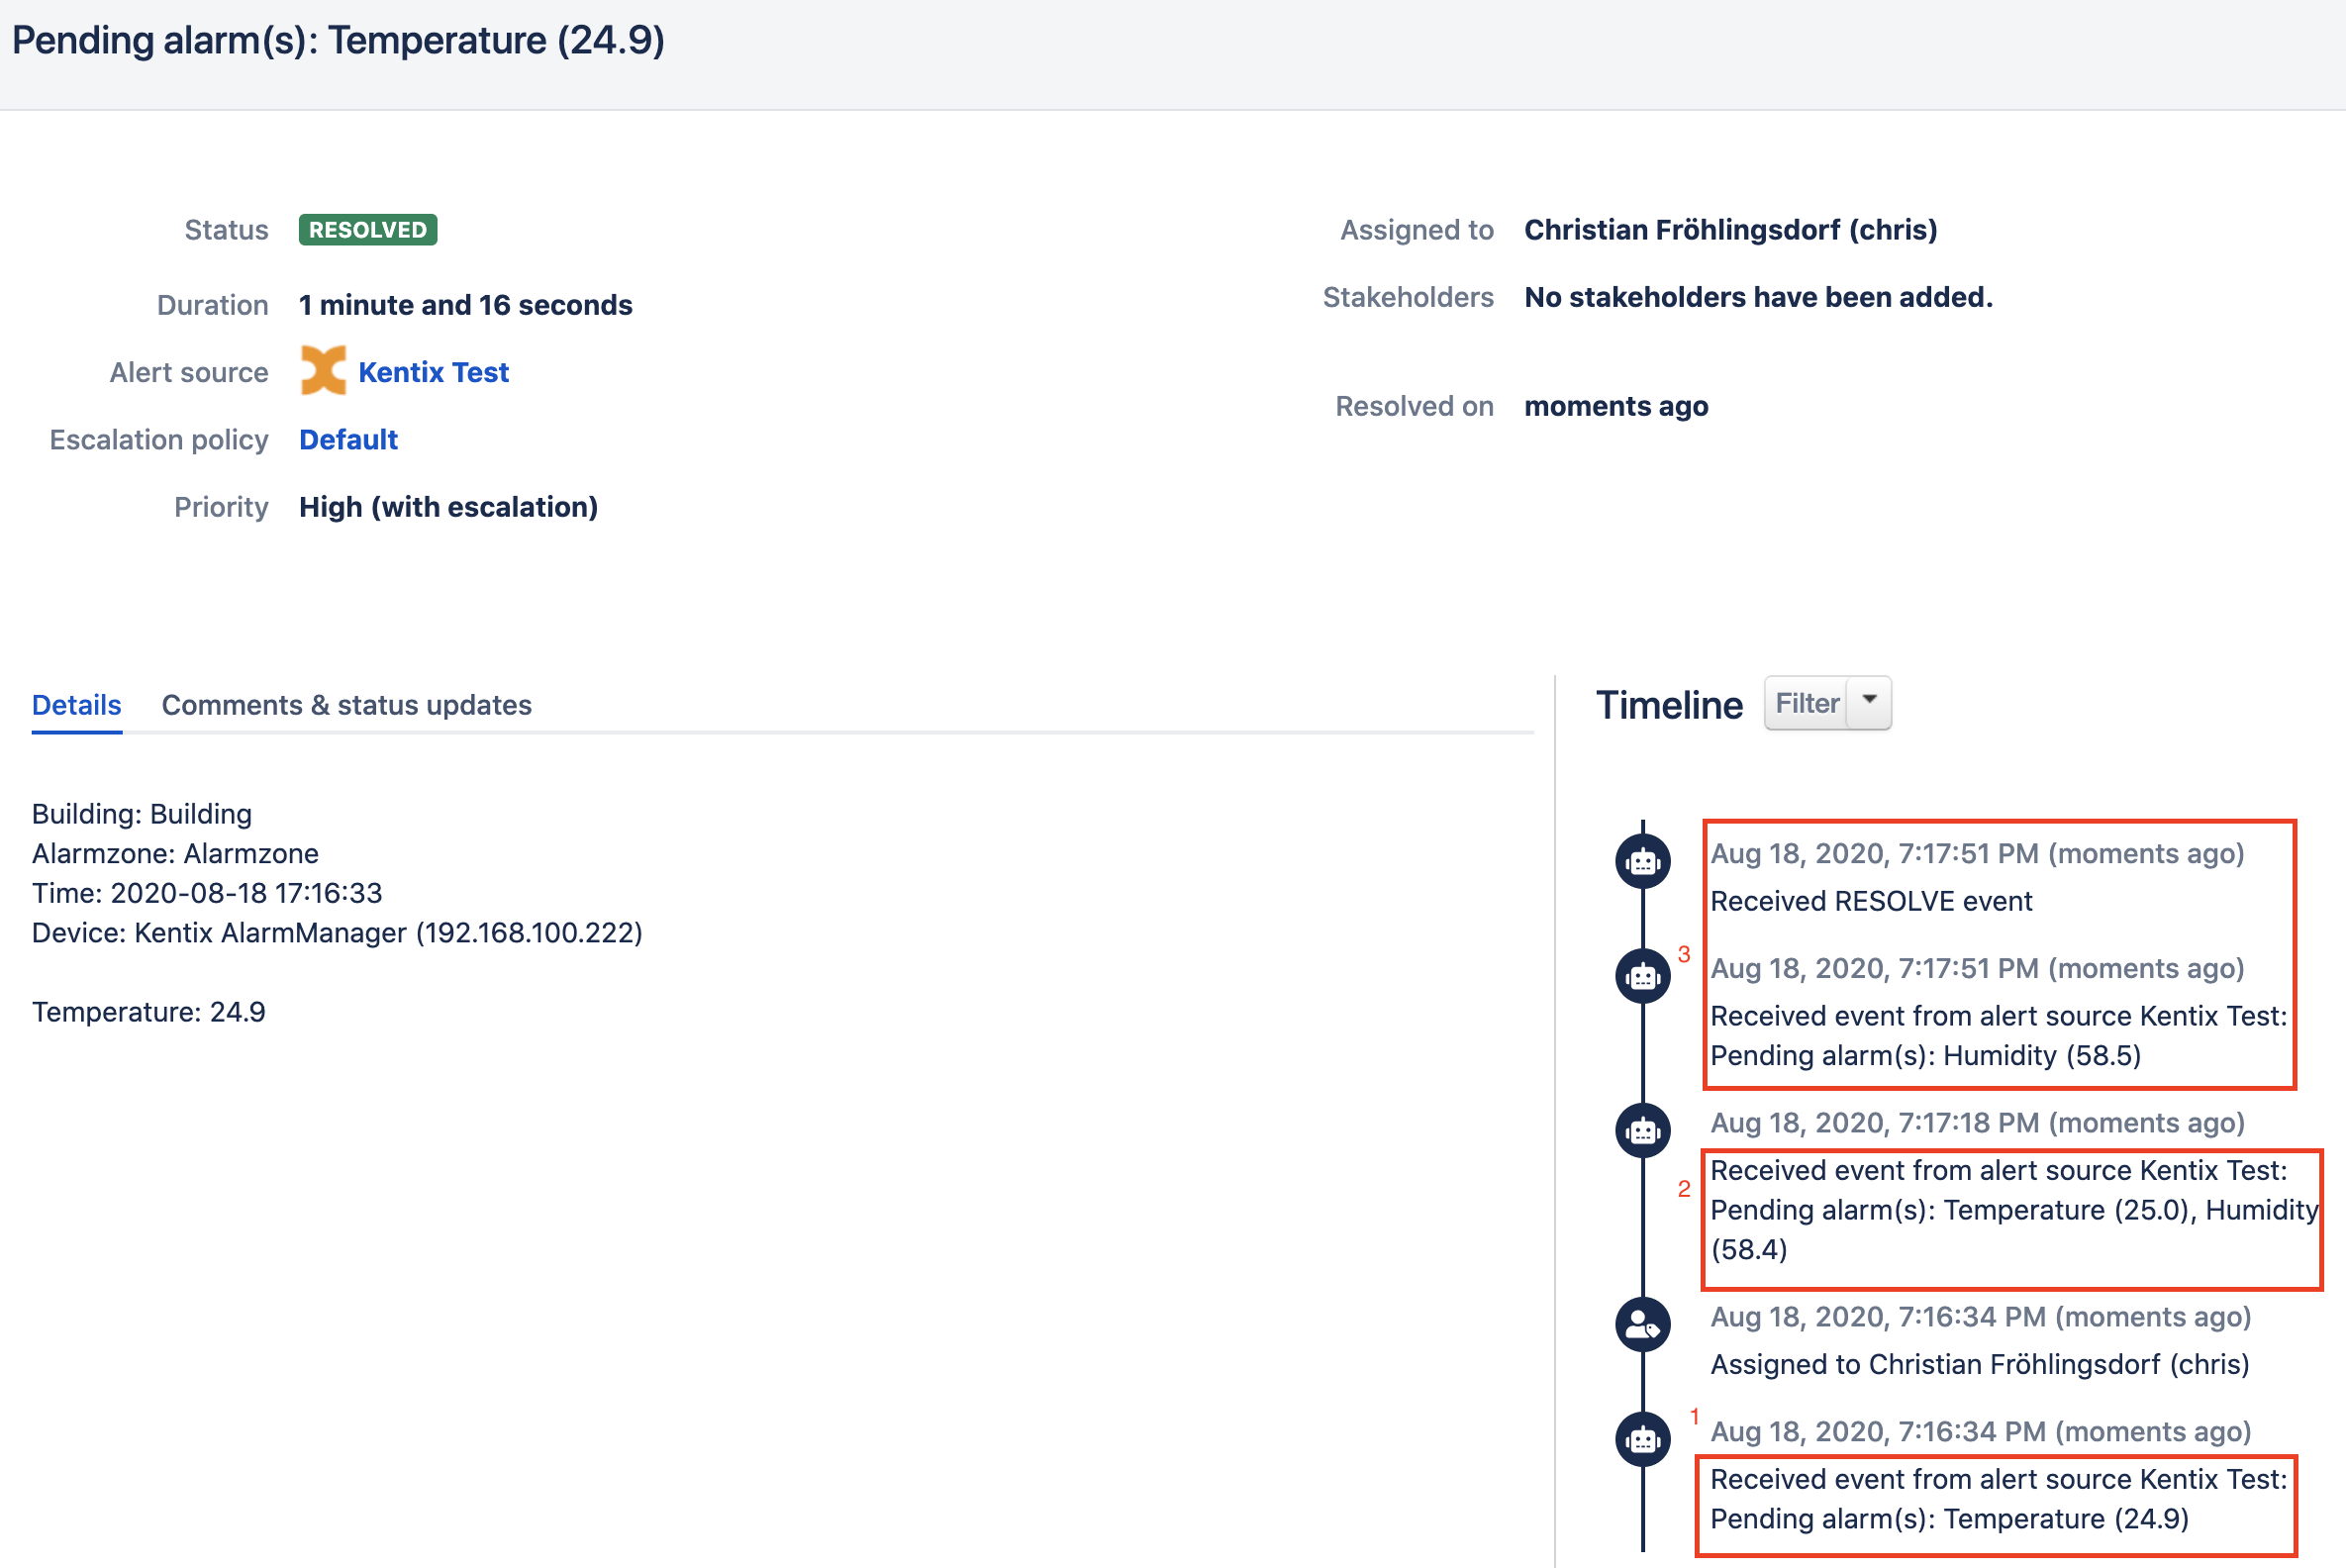 Pending alarm(s): Temperature (24.9)
Status RESOLVED
Duration 1 minute and 16 seconds
Alert source Kentix Test
Escalation policy Default
Priority High (with escalation)
Assigned to Christian Fröhlingsdorf (chris)
Stakeholders No stakeholders have been added.
Resolved on moments ago
Details Comments & status updates
Building: Building
Alarmzone: Alarmzone
Time: 2020-08-18 17:16:33
Device: Kentix AlarmManager (192.168.100.222)
Temperature: 24.9
Timeline Filter
Aug 18, 2020, 7:17:51 PM (moments ago)
Received RESOLVE event
3
Aug 18, 2020, 7:17:51 PM (moments ago)
Received event from alert source Kentix Test:
Pending alarm(s): Humidity (58.5)
Aug 18, 2020, 7:17:18 PM (moments ago)
2
Received event from alert source Kentix Test:
Pending alarm(s): Temperature (25.0), Humidity
(58.4)
Aug 18, 2020, 7:16:34 PM (moments ago)
Assigned to Christian Fröhlingsdorf (chris)
1
Aug 18, 2020, 7:16:34 PM (moments ago)
Received event from alert source Kentix Test:
Pending alarm(s): Temperature (24.9)